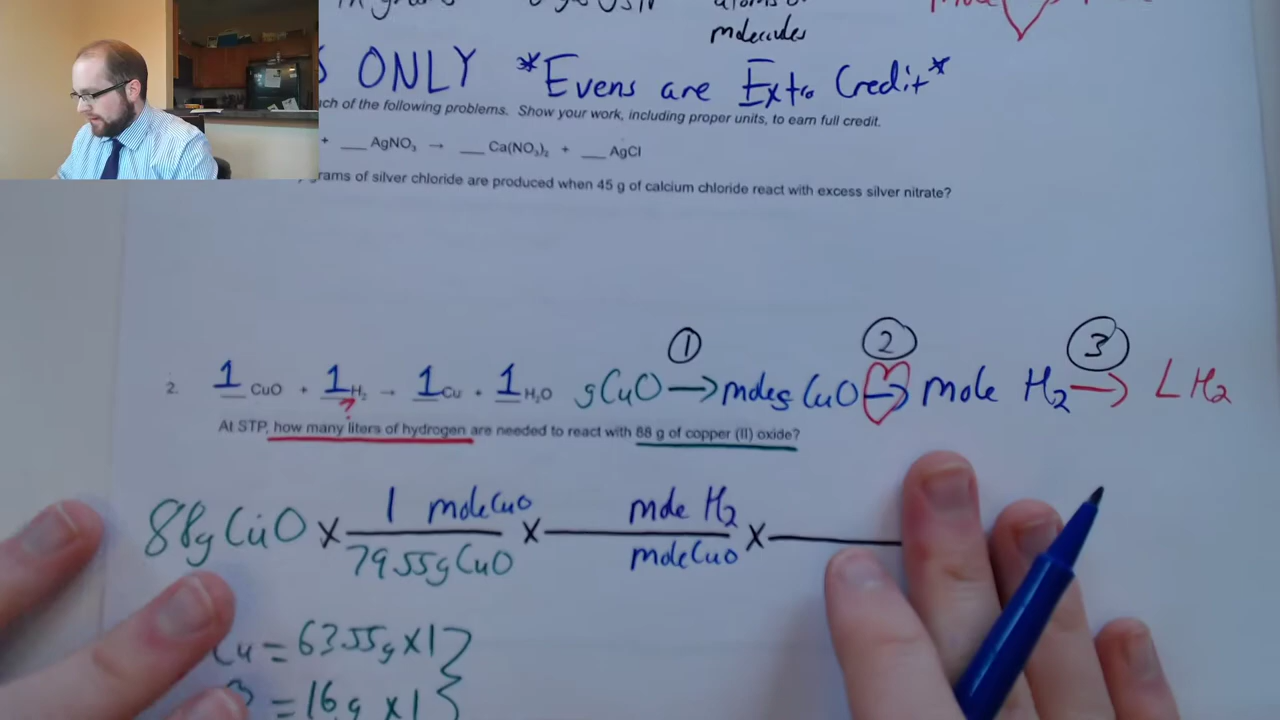 molecules
ONLY *Evens are Extra Credit*
of the following problems. Show your work, including proper units, to earn full credit.
+ ___ AgNO₃ → ___ Ca(NO₃)₂ + ___ AgCl
grams of silver chloride are produced when 45 g of calcium chloride react with excess silver nitrate?
① ② ③
2. 1 CuO + 1 H₂ → 1 Cu + 1 H₂O gCuO → moles CuO → mole H₂ → L H₂
At STP, how many liters of hydrogen are needed to react with 88 g of copper (II) oxide?
88g CuO x 1 mole CuO x mole H₂ x
79.55g CuO mole CuO
Cu = 63.55g x 1
= 16g x 1